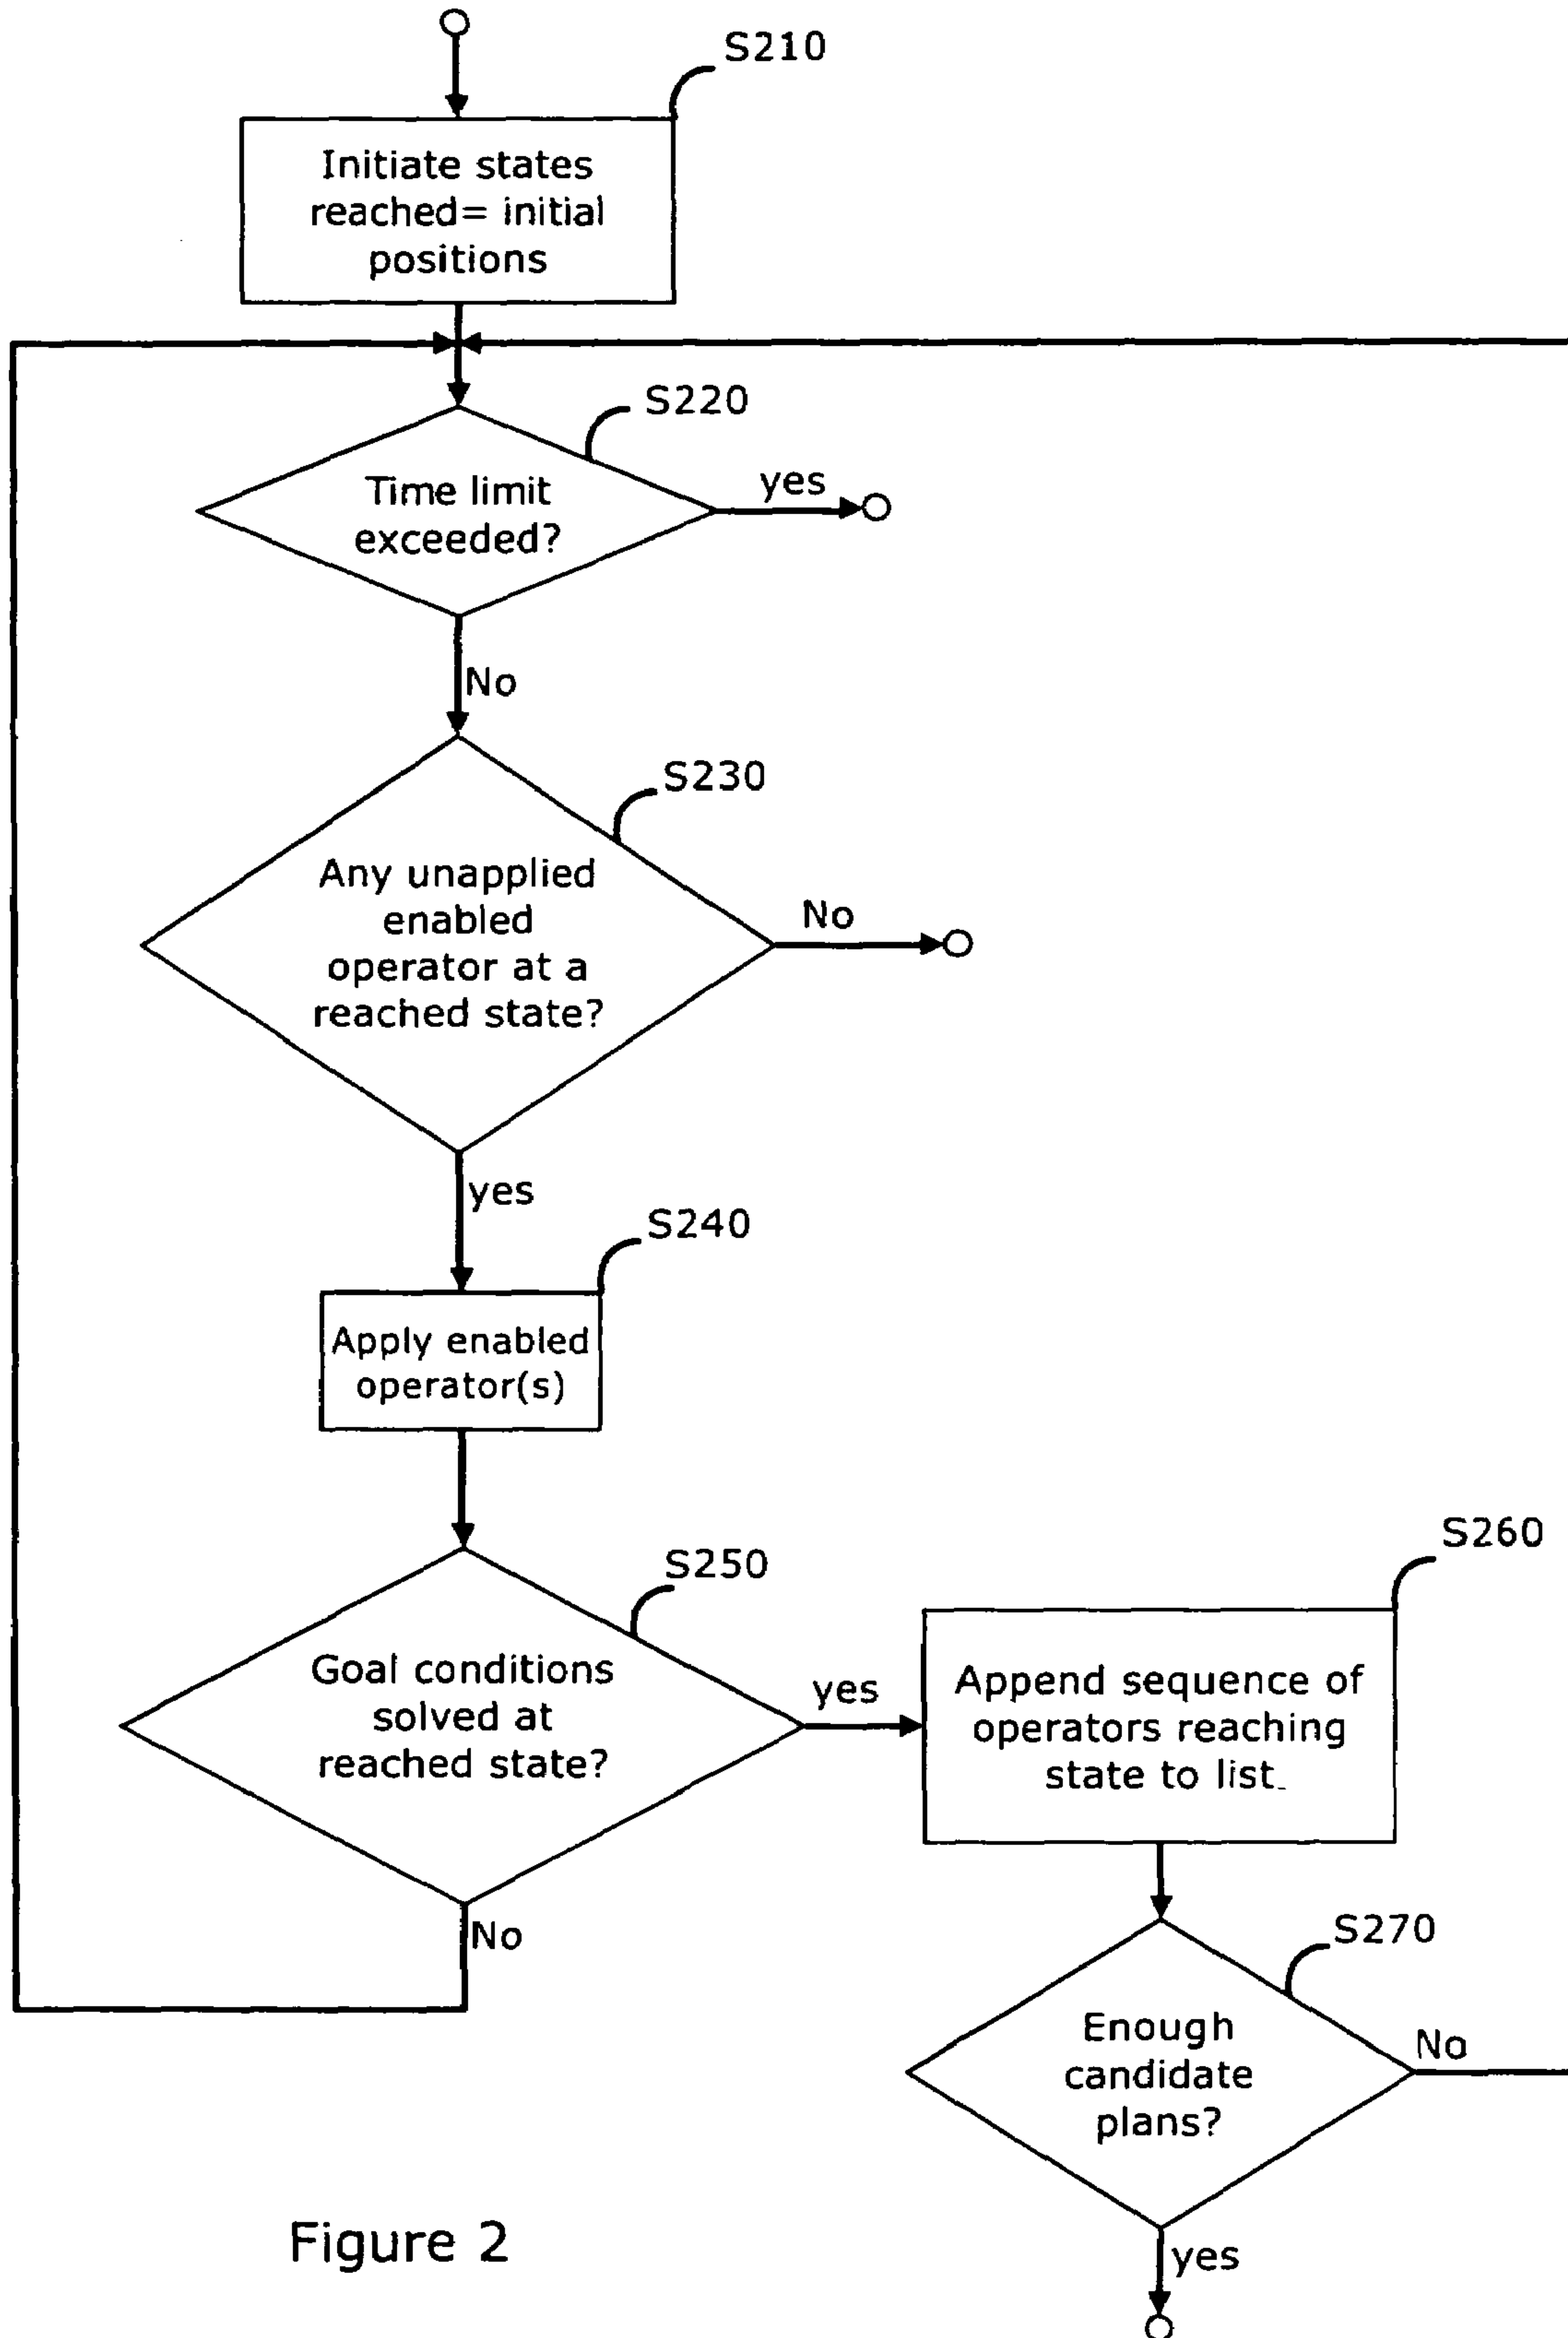 S210
Initiate states
reached= initial
positions
S220
Time limit
exceeded?
yes
No
S230
Any unapplied
enabled
operator at a
reached state?
No
yes
S240
Apply enabled
operator(s)
S250
Goal conditions
solved at
reached state?
yes
No
S260
Append sequence of
operators reaching
state to list.
S270
Enough
candidate
plans?
No
yes
Figure 2